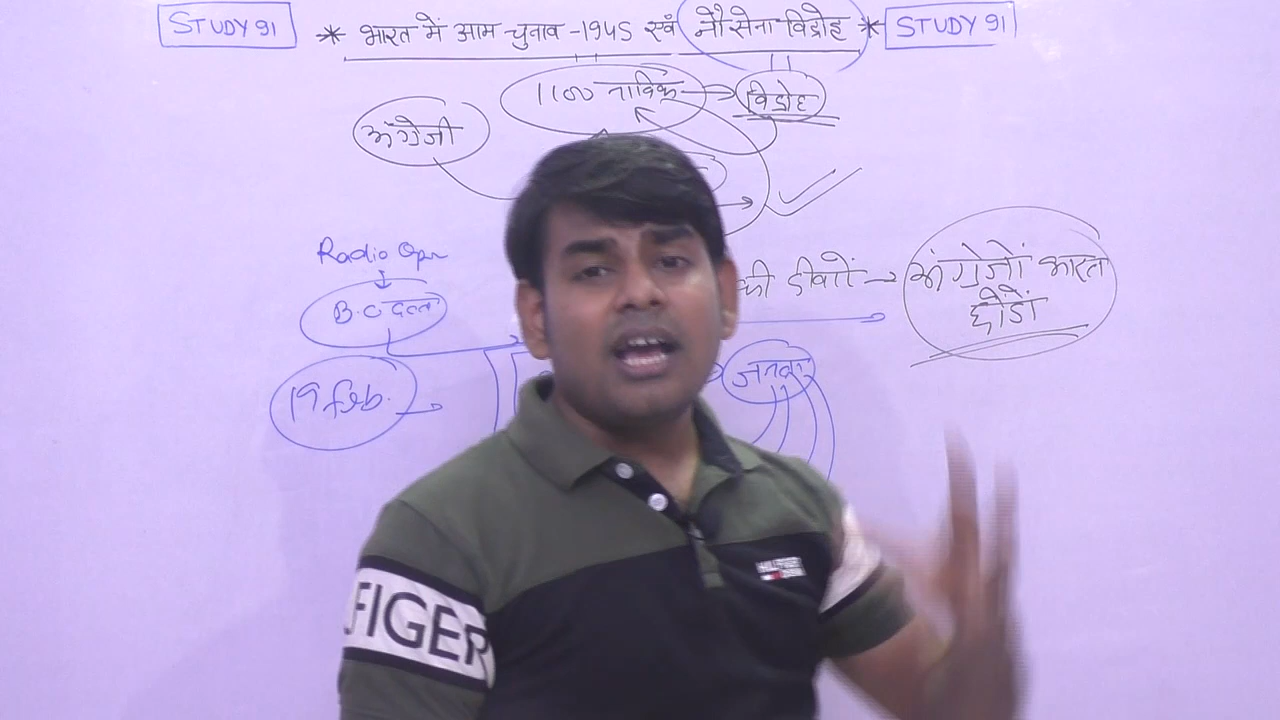 STUDY 91 * भारत में आम चुनाव -1945 एवं नौसेना विद्रोह * STUDY 91
1100 नाविक विद्रोह
अंग्रेजी
Radio Opr
की दीवारों → अंग्रेजों भारत
छोड़ों
B.C दत्त
जनता
19 feb.
FIGER